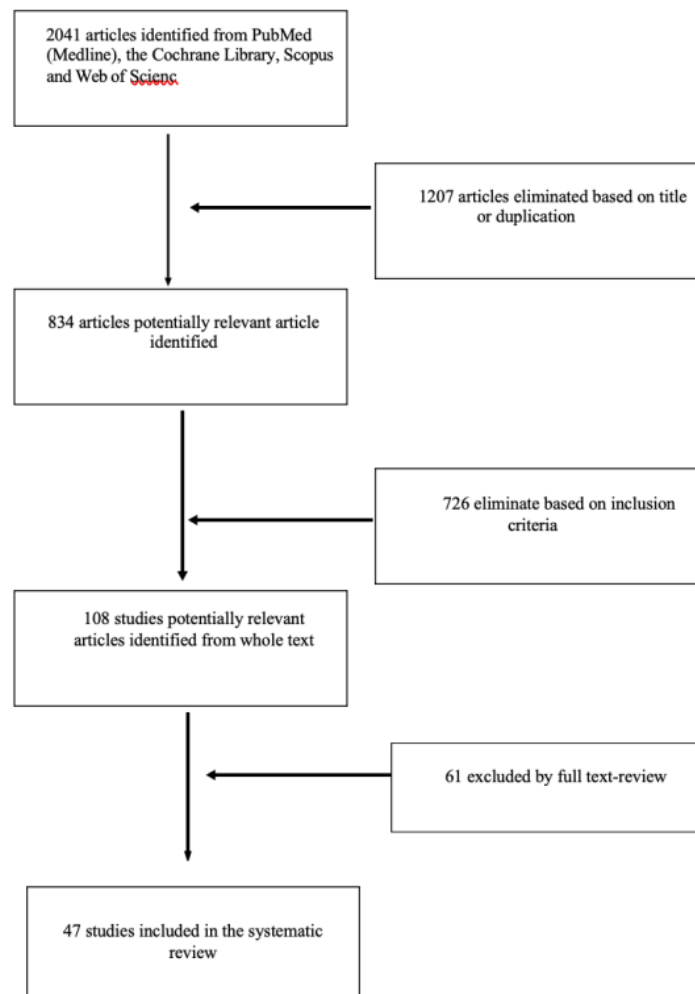 2041 articles identified from PubMed
(Medline), the Cochrane Library, Scopus
and Web of Scienc
1207 articles eliminated based on title
or duplication
834 articles potentially relevant article
identified
726 eliminate based on inclusion
criteria
108 studies potentially relevant
articles identified from whole text
61 excluded by full text-review
47 studies included in the systematic
review